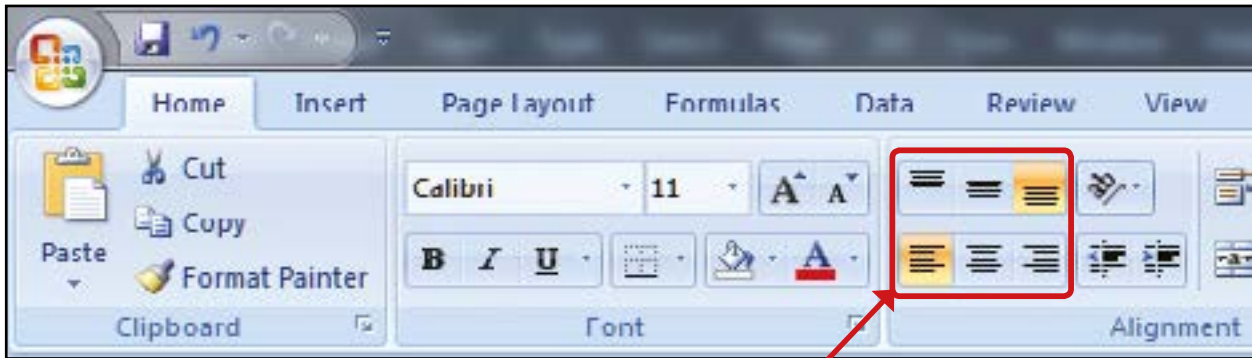 Home Insert Page Layout Formulas Data Review View
Cut
Calibri 11 A A
Copy
Paste
B I U A
Format Painter
Clipboard Font Alignment